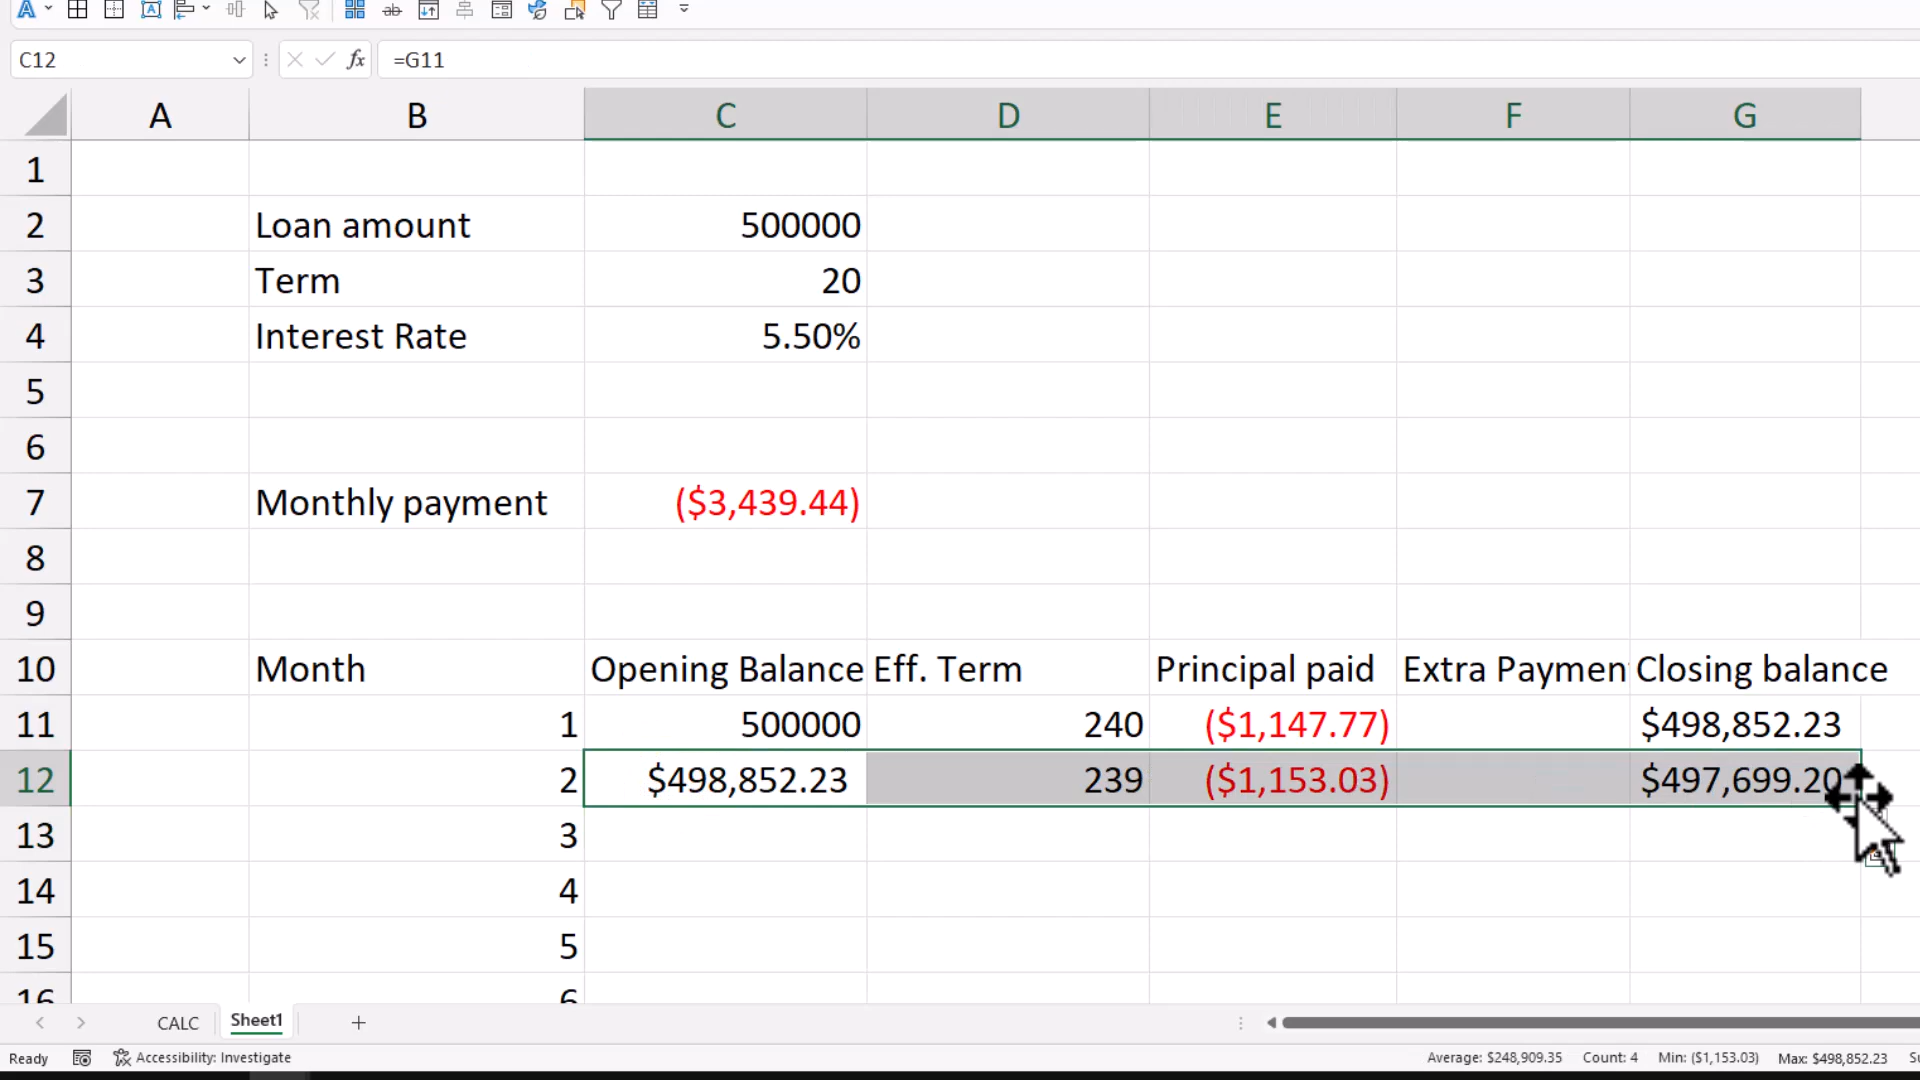 C12 fx =G11
A B C D E F G
1
2 Loan amount 500000
3 Term 20
4 Interest Rate 5.50%
5
6
7 Monthly payment ($3,439.44)
8
9
10 Month Opening Balance Eff. Term Principal paid Extra Paymen Closing balance
11 1 500000 240 ($1,147.77) $498,852.23
12 2 $498,852.23 239 ($1,153.03) $497,699.20
13 3
14 4
15 5
16 6
CALC Sheet1
Ready Accessibility: Investigate Average: $248,909.35 Count: 4 Min: ($1,153.03) Max: $498,852.23